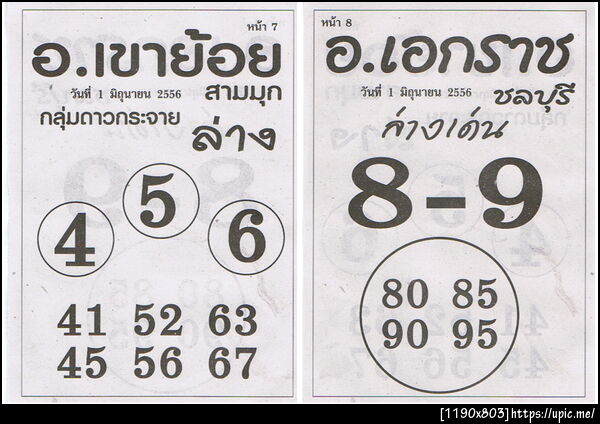 หน้า 7
อ.เขาย้อย
วันที่ 1 มิถุนายน 2556 สามมุก
กลุ่มดาวกระจาย ล่าง
5
4 6
41 52 63
45 56 67
หน้า 8
อ.เอกราช
วันที่ 1 มิถุนายน 2556 ชลบุรี
ล่างเด่น
8-9
80 85
90 95
[1190x803]https://upic.me/